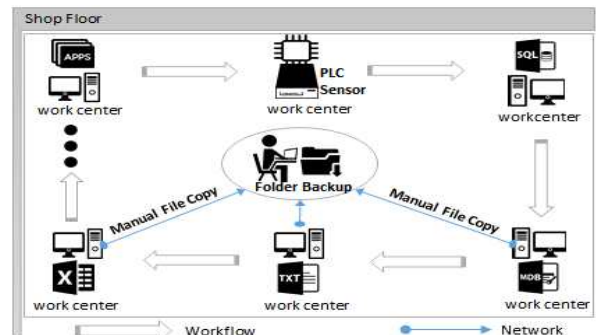 Shop Floor
APPS
work center
PLC
Sensor
work center
SQL
workcenter
Folder Backup
Manual File Copy
Manual File Copy
X
work center
TXT
work center
MDB
work center
Workflow
Network